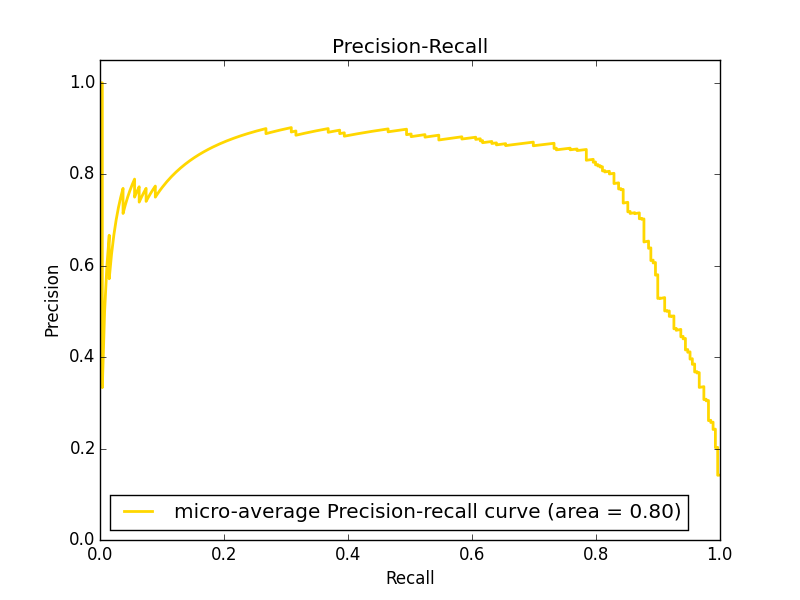 Precision-Recall
1.0
0.8
0.6
0.4
0.2
0.0
Precision
micro-average Precision-recall curve (area = 0.80)
0.0 0.2 0.4 0.6 0.8 1.0
Recall